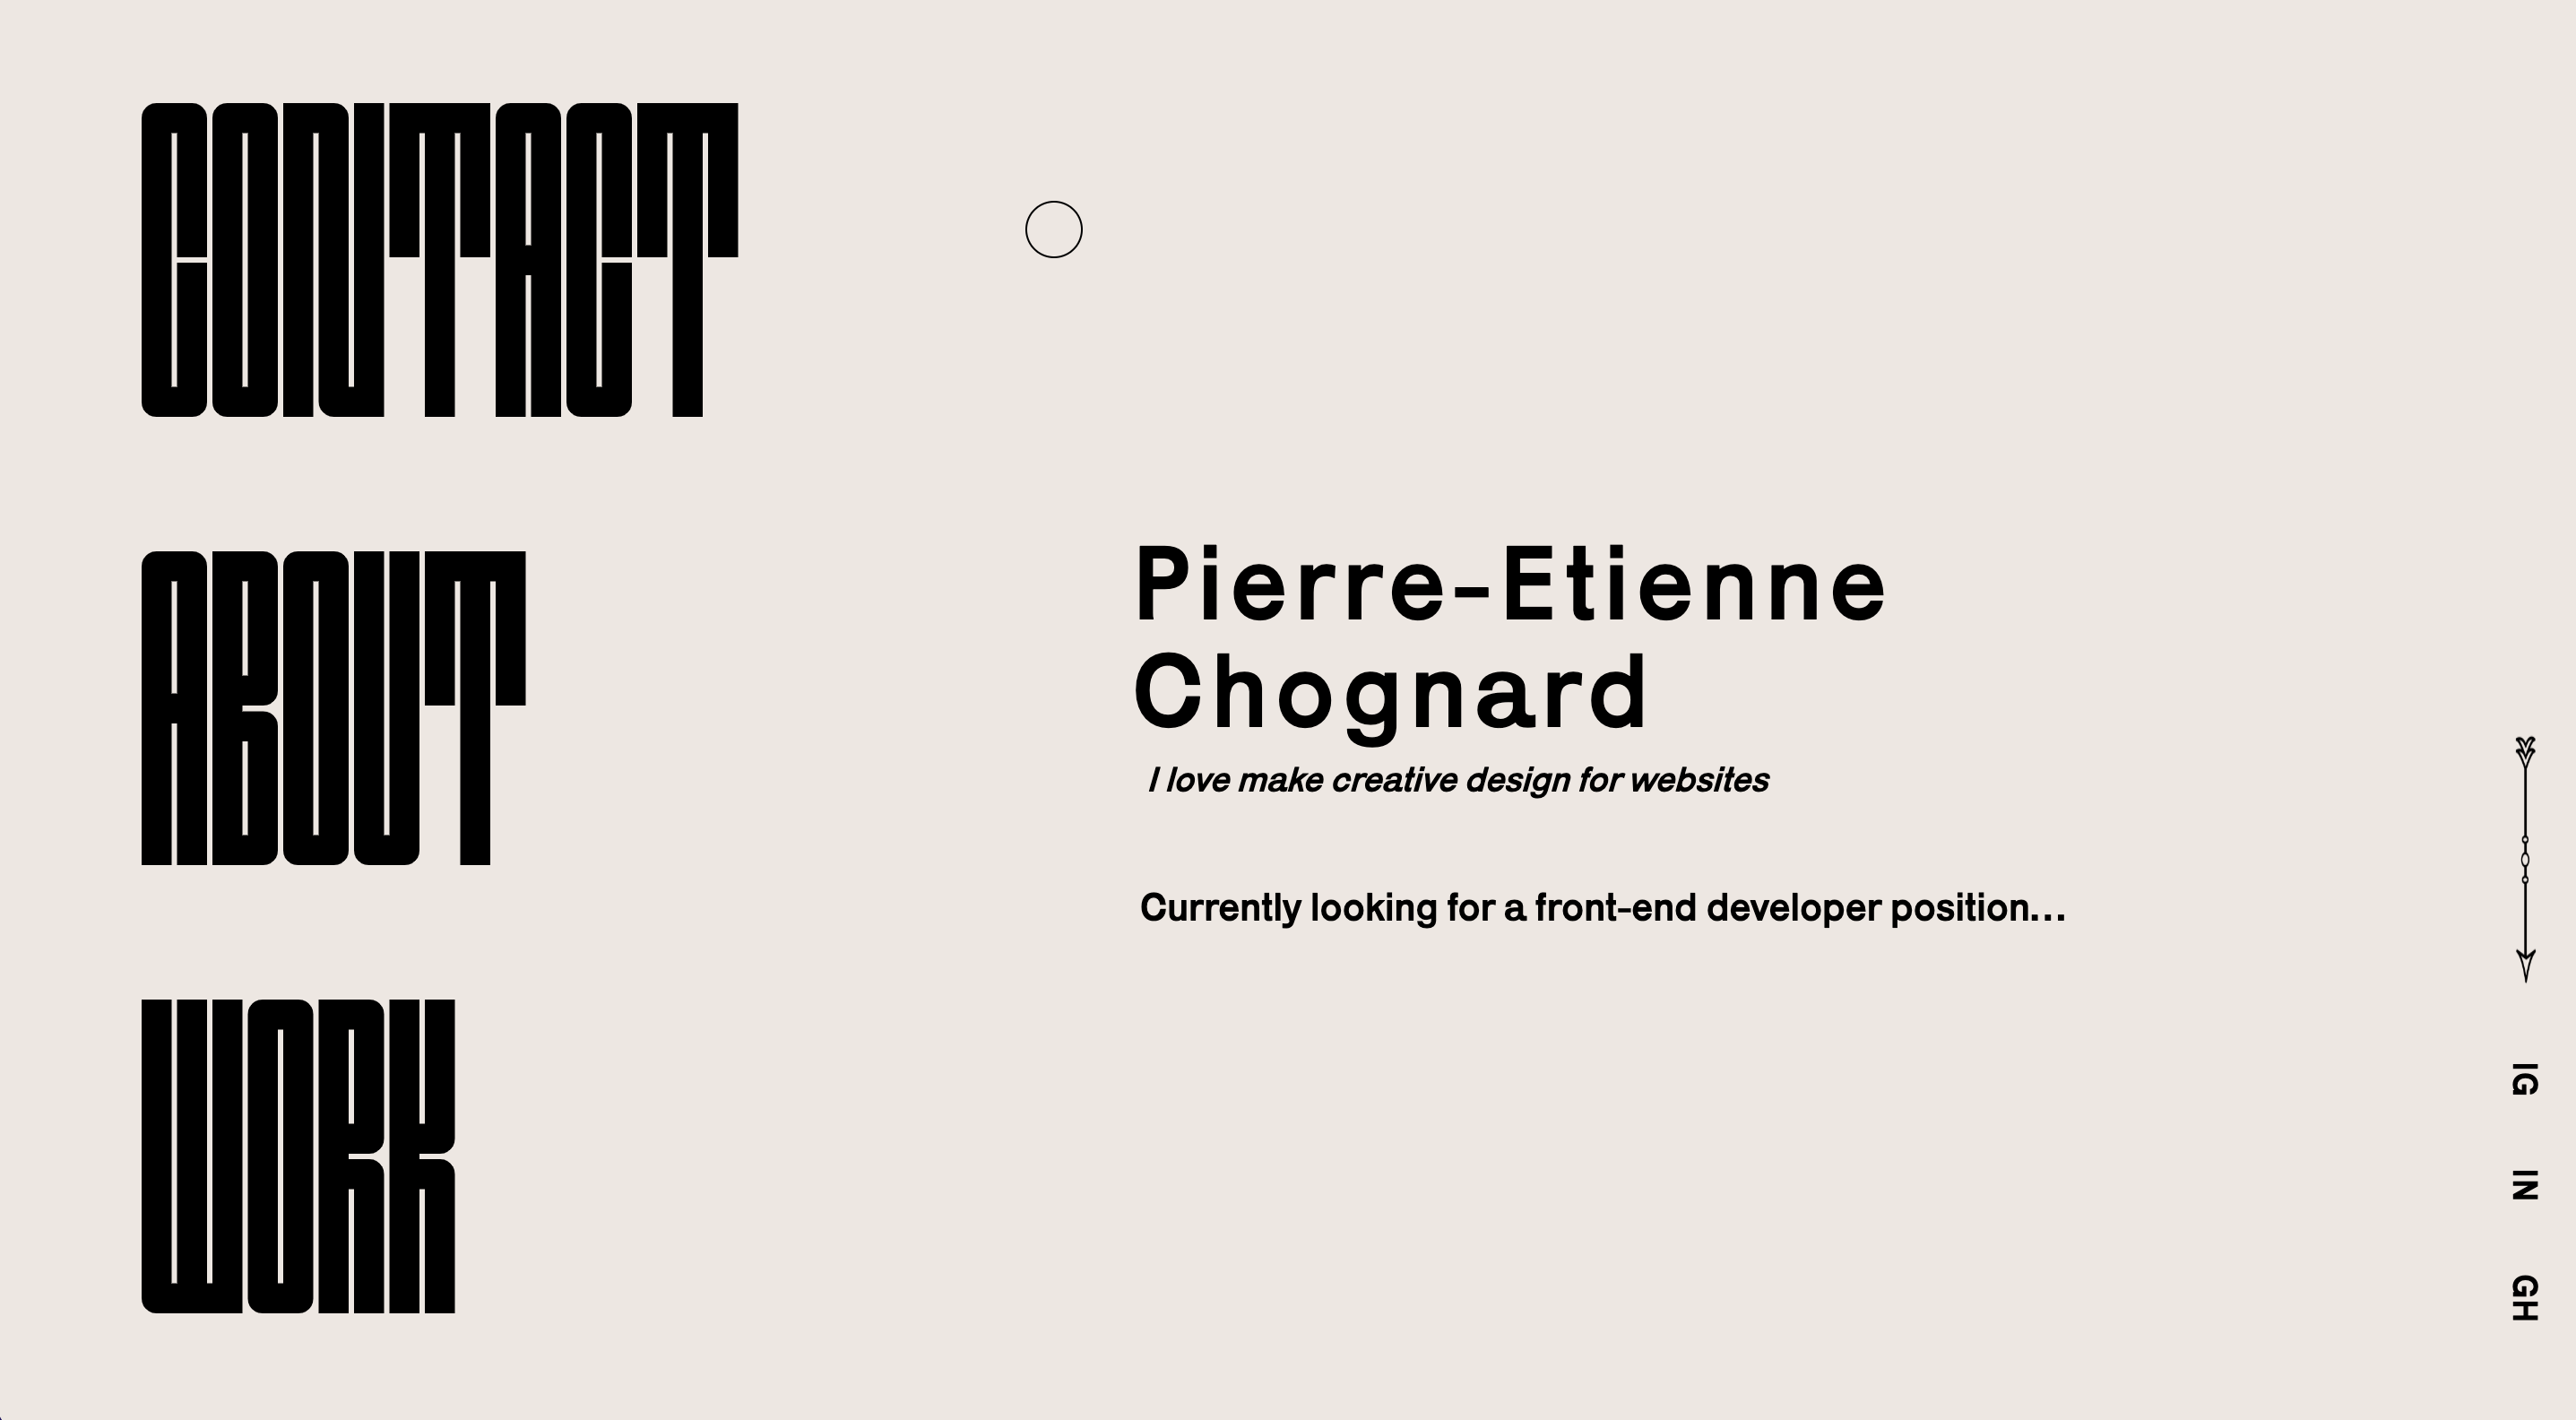 CONTACT
ABOUT
WORK
Pierre-Etienne
Chognard
I love make creative design for websites
Currently looking for a front-end developer position...
IG
IN
GH